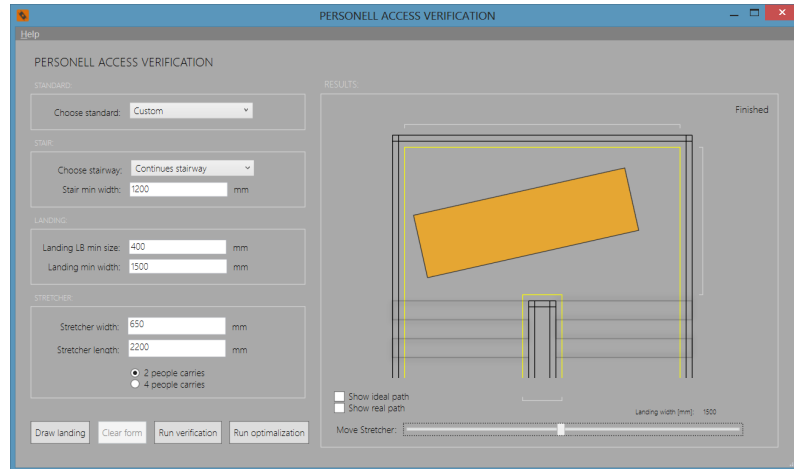 PERSONELL ACCESS VERIFICATION
Help
PERSONELL ACCESS VERIFICATION
STANDARD:
Choose standard: Custom
STAIR:
Choose stairway: Continues stairway
Stair min width: 1200 mm
LANDING:
Landing LB min size: 400 mm
Landing min width: 1500 mm
STRETCHER:
Stretcher width: 650 mm
Stretcher length: 2200 mm
2 people carries
4 people carries
Draw landing Clear form Run verification Run optimalization
RESULTS:
Finished
Show ideal path
Show real path
Landing width [mm]: 1500
Move Stretcher: